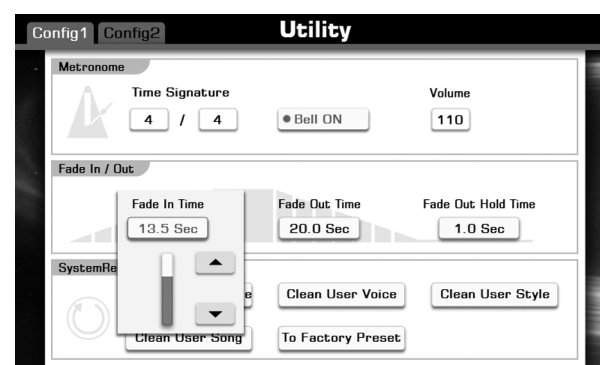 Config1 Config2 Utility
Metronome
Time Signature Volume
4 / 4 Bell ON 110
Fade In / Out
Fade In Time Fade Out Time Fade Out Hold Time
13.5 Sec 20.0 Sec 1.0 Sec
SystemRe
e Clean User Voice Clean User Style
Clean User Song To Factory Preset